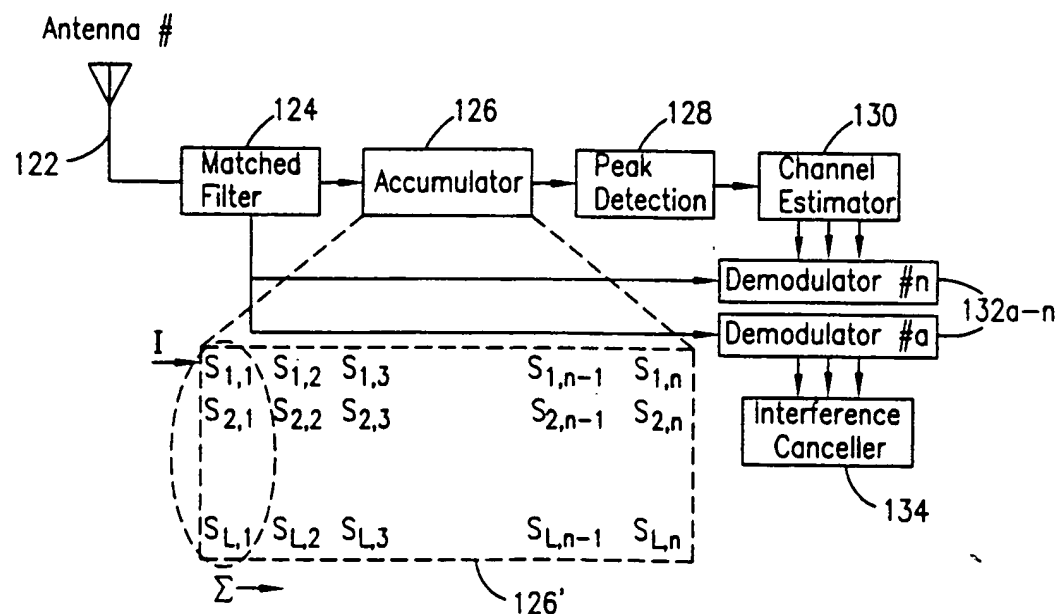 Antenna #
122
124
126
128
130
Matched Filter
Accumulator
Peak Detection
Channel Estimator
Demodulator #n
Demodulator #a
132a-n
Interference Canceller
134
I
S1,1 S1,2 S1,3 S1,n-1 S1,n
S2,1 S2,2 S2,3 S2,n-1 S2,n
SL,1 SL,2 SL,3 SL,n-1 SL,n
Σ
126'